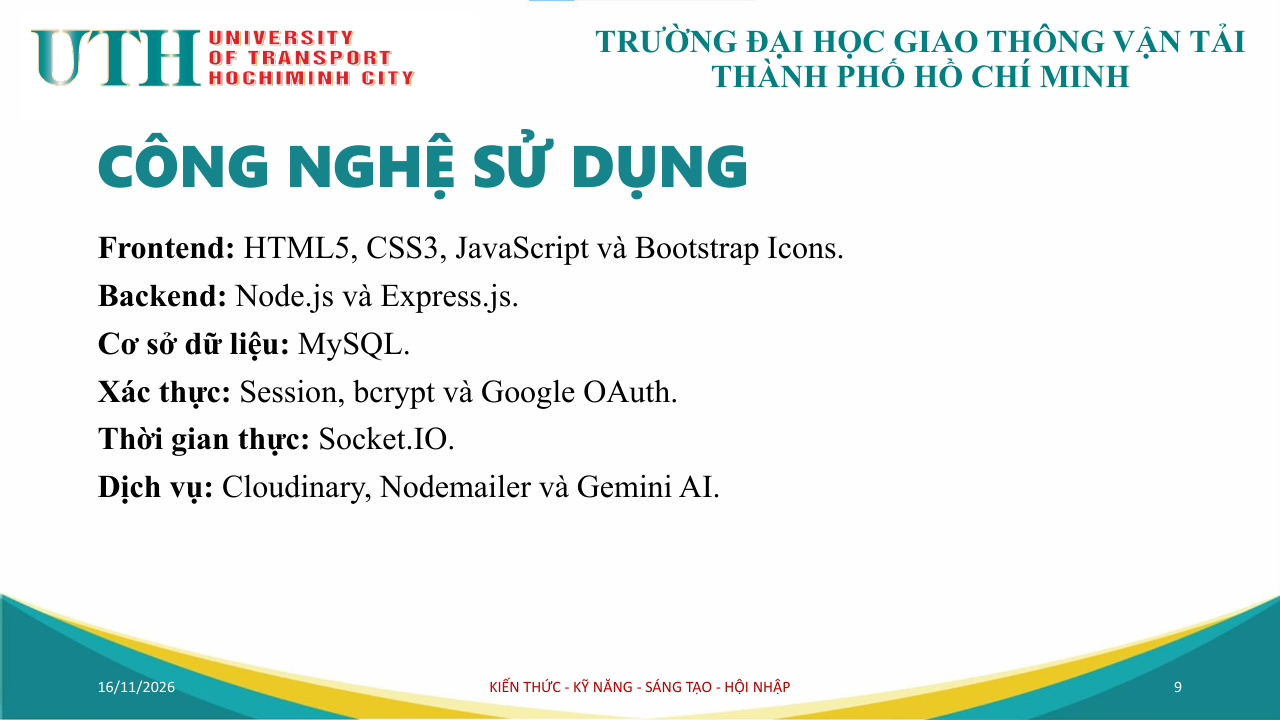 UTH UNIVERSITY
OF TRANSPORT
HOCHIMINH CITY
TRƯỜNG ĐẠI HỌC GIAO THÔNG VẬN TẢI
THÀNH PHỐ HỒ CHÍ MINH
CÔNG NGHỆ SỬ DỤNG
Frontend: HTML5, CSS3, JavaScript và Bootstrap Icons.
Backend: Node.js và Express.js.
Cơ sở dữ liệu: MySQL.
Xác thực: Session, bcrypt và Google OAuth.
Thời gian thực: Socket.IO.
Dịch vụ: Cloudinary, Nodemailer và Gemini AI.
16/11/2026
KIẾN THỨC - KỸ NĂNG - SÁNG TẠO - HỘI NHẬP
9